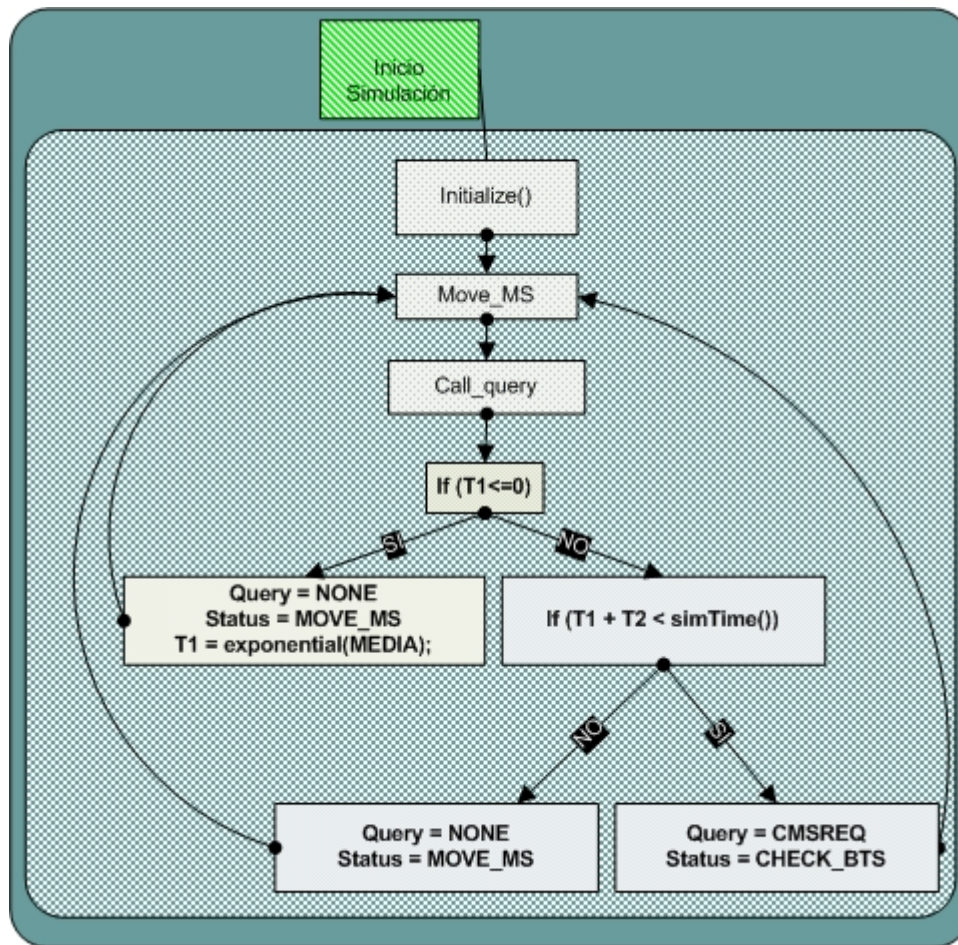 Inicio
Simulación
Initialize()
Move_MS
Call_query
If (T1<=0)
SI
NO
Query = NONE
Status = MOVE_MS
T1 = exponential(MEDIA);
If (T1 + T2 < simTime())
NO
SI
Query = NONE
Status = MOVE_MS
Query = CMSREQ
Status = CHECK_BTS